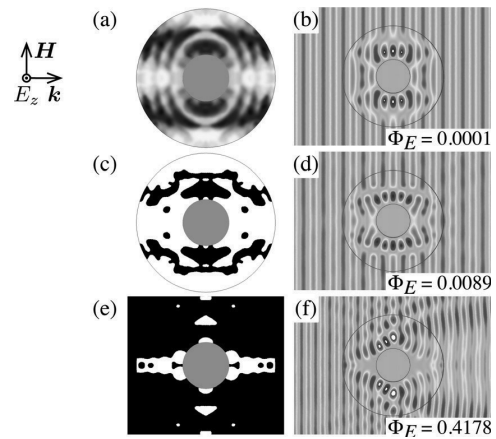 (a)
(b)
H
E_z k
Φ_E = 0.0001
(c)
(d)
Φ_E = 0.0089
(e)
(f)
Φ_E = 0.4178